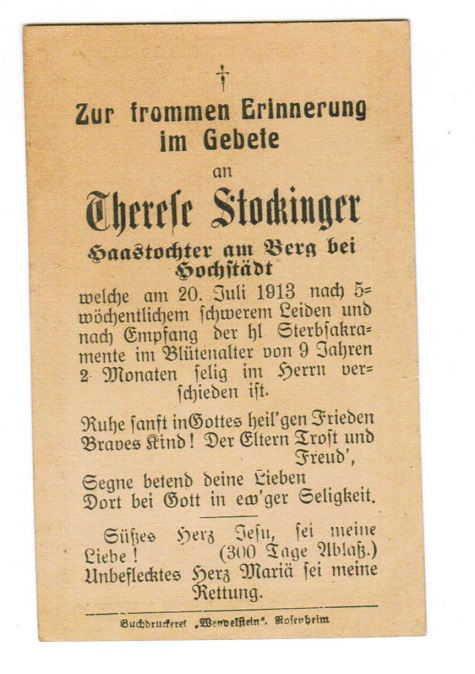 †
Zur frommen Erinnerung
im Gebete
an
Therese Stockinger
Haastochter am Berg bei
Hochstädt
welche am 20. Juli 1913 nach 5-
wöchentlichem schwerem Leiden und
nach Empfang der hl Sterbsakra-
mente im Blütenalter von 9 Jahren
2 Monaten selig im Herrn ver-
schieden ist.
Ruhe sanft in Gottes heil'gen Frieden
Braves Kind! Der Eltern Trost und
Freud',
Segne betend deine Lieben
Dort bei Gott in ew'ger Seligkeit.
Süßes Herz Jesu, sei meine
Liebe! (300 Tage Ablaß.)
Unbeflecktes Herz Mariä sei meine
Rettung.
Buchdruckerei „Wendelstein“, Rosenheim